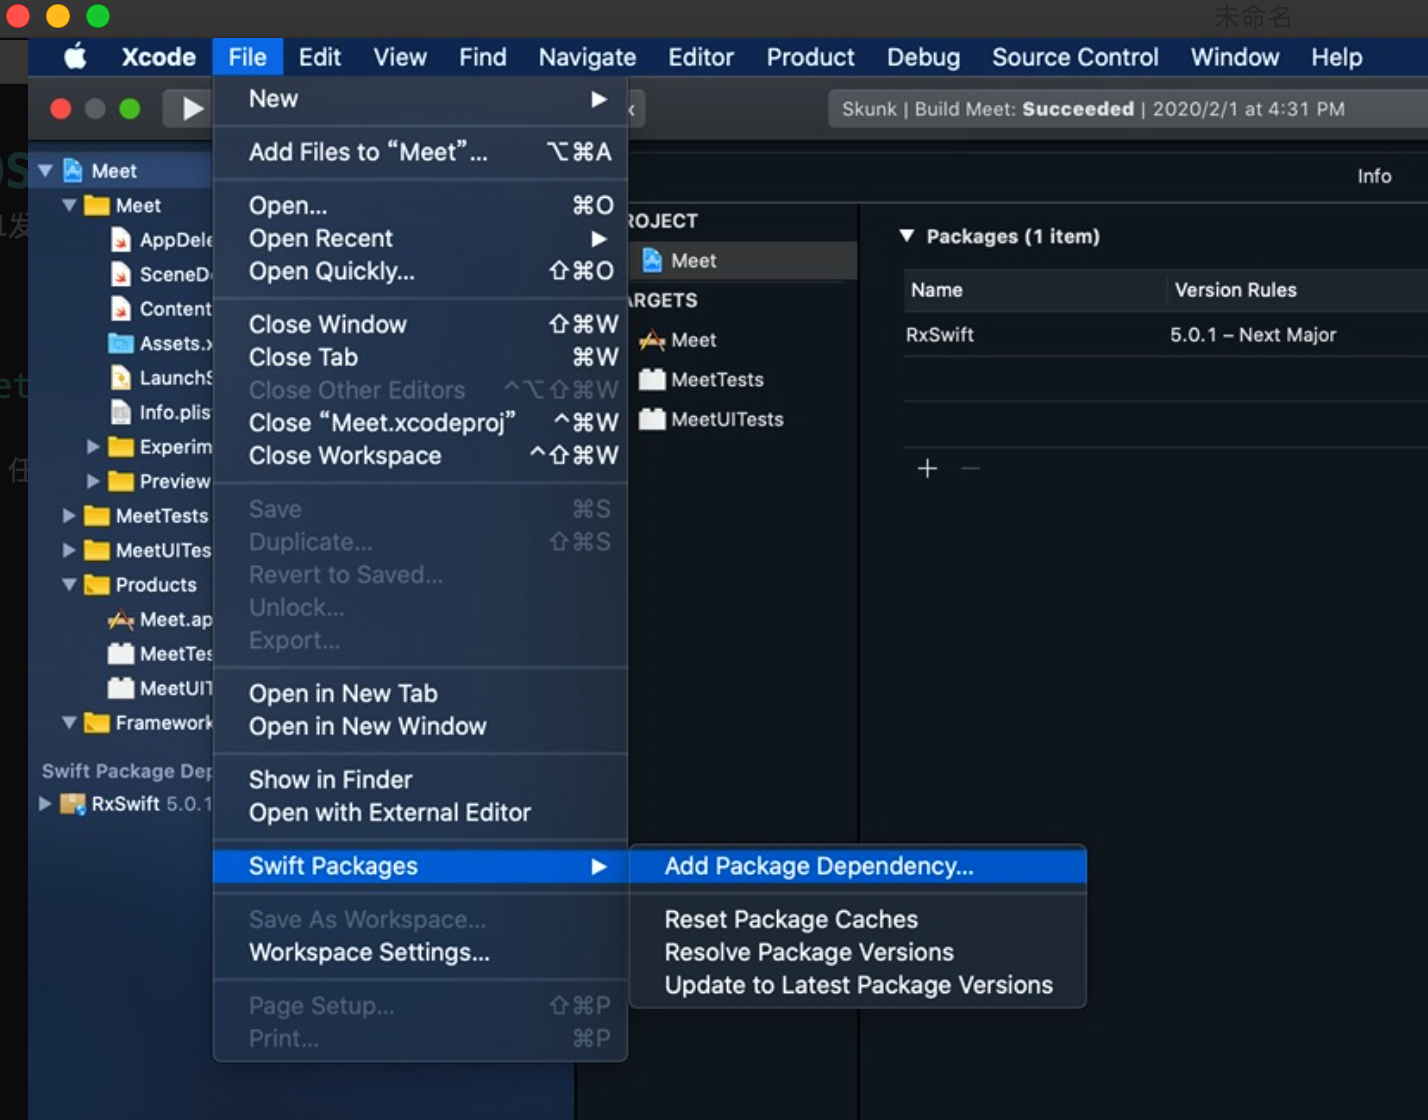 未命名
Xcode File Edit View Find Navigate Editor Product Debug Source Control Window Help
Skunk | Build Meet: Succeeded | 2020/2/1 at 4:31 PM
Meet
Meet
AppDele
SceneD
Content
Assets.x
LaunchS
Info.plis
Experim
Preview
MeetTests
MeetUITes
Products
Meet.ap
MeetTes
MeetUIT
Framework
Swift Package Dep
RxSwift 5.0.1
New
Add Files to “Meet”... ⌥⌘A
Open... ⌘O
Open Recent
Open Quickly... ⇧⌘O
Close Window ⇧⌘W
Close Tab ⌘W
Close Other Editors ^⌥⇧⌘W
Close “Meet.xcodeproj” ^⌘W
Close Workspace ^⇧⌘W
Save ⌘S
Duplicate... ⇧⌘S
Revert to Saved...
Unlock...
Export...
Open in New Tab
Open in New Window
Show in Finder
Open with External Editor
Swift Packages
Save As Workspace...
Workspace Settings...
Page Setup... ⇧⌘P
Print... ⌘P
Add Package Dependency...
Reset Package Caches
Resolve Package Versions
Update to Latest Package Versions
ROJECT
Meet
ARGETS
Meet
MeetTests
MeetUITests
Info
Packages (1 item)
Name Version Rules
RxSwift 5.0.1 – Next Major